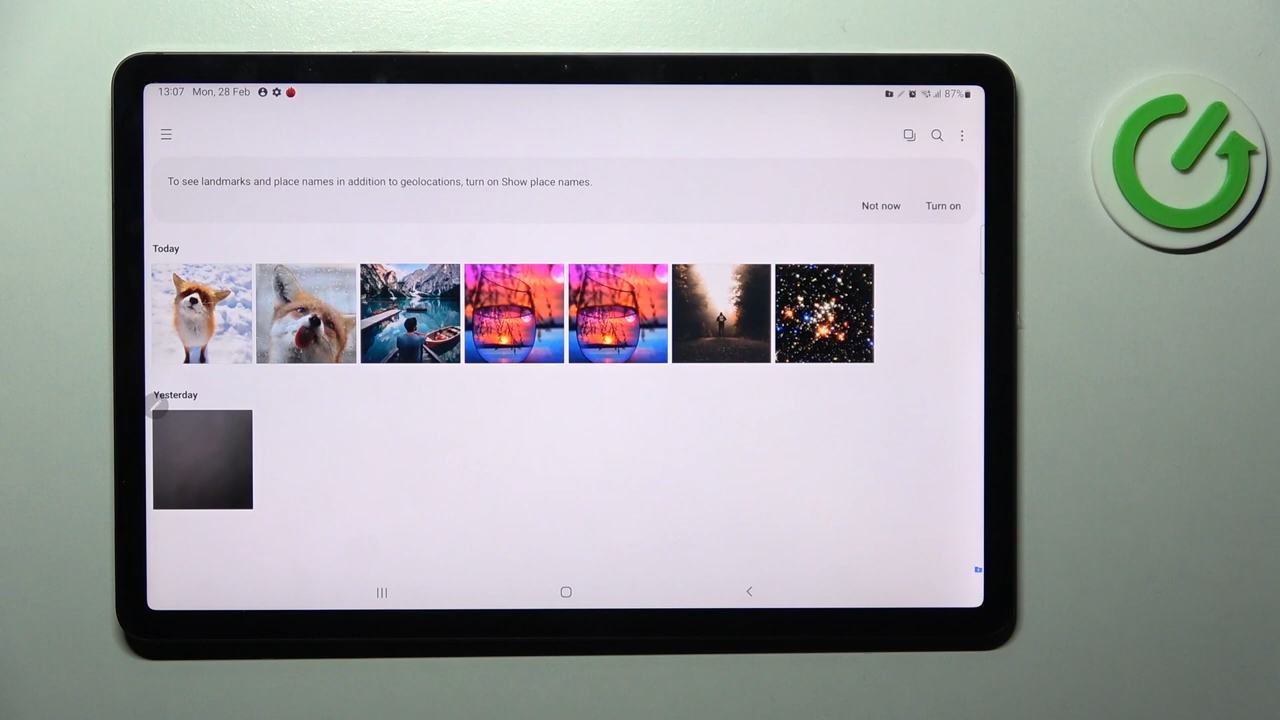 13:07 Mon, 28 Feb 87%
To see landmarks and place names in addition to geolocations, turn on Show place names.
Not now Turn on
Today
Yesterday